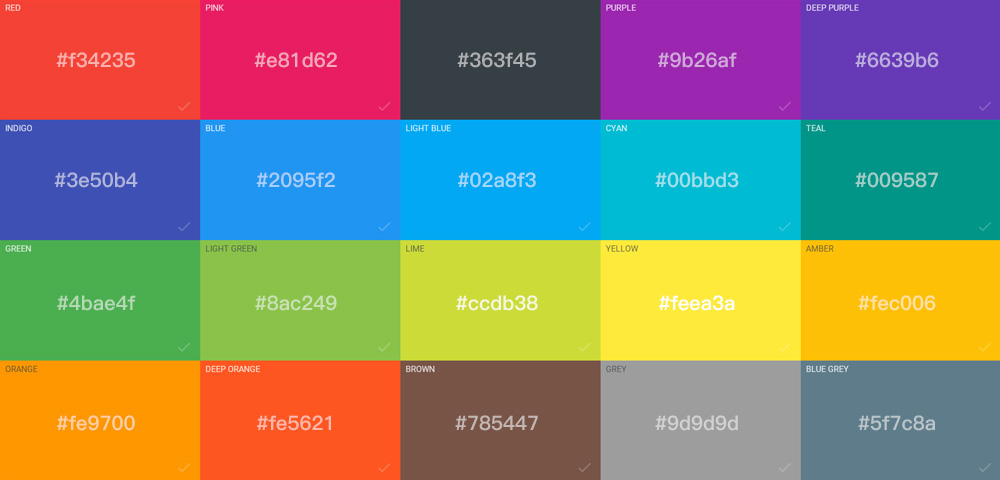 RED
#f34235
PINK
#e81d62
#363f45
PURPLE
#9b26af
DEEP PURPLE
#6639b6
INDIGO
#3e50b4
BLUE
#2095f2
LIGHT BLUE
#02a8f3
CYAN
#00bbd3
TEAL
#009587
GREEN
#4bae4f
LIGHT GREEN
#8ac249
LIME
#ccdb38
YELLOW
#feea3a
AMBER
#fec006
ORANGE
#fe9700
DEEP ORANGE
#fe5621
BROWN
#785447
GREY
#9d9d9d
BLUE GREY
#5f7c8a